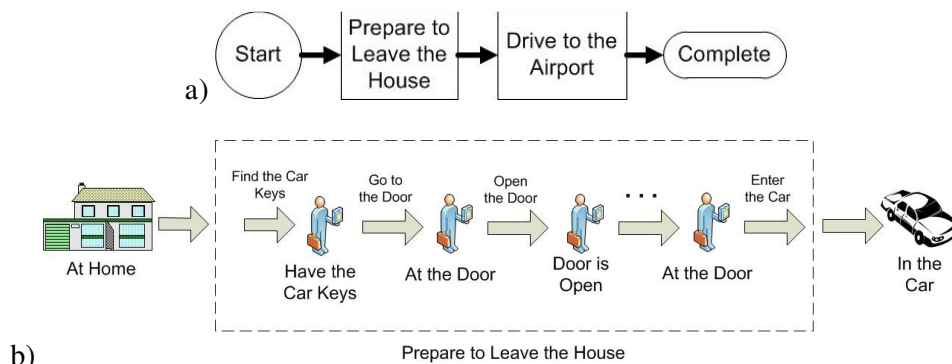 Start
Prepare to
Leave the
House
Drive to the
Airport
Complete
a)
Find the Car
Keys
Go to
the Door
Open
the Door
. . .
Enter
the Car
At Home
Have the
Car Keys
At the Door
Door is
Open
At the Door
In the
Car
Prepare to Leave the House
b)